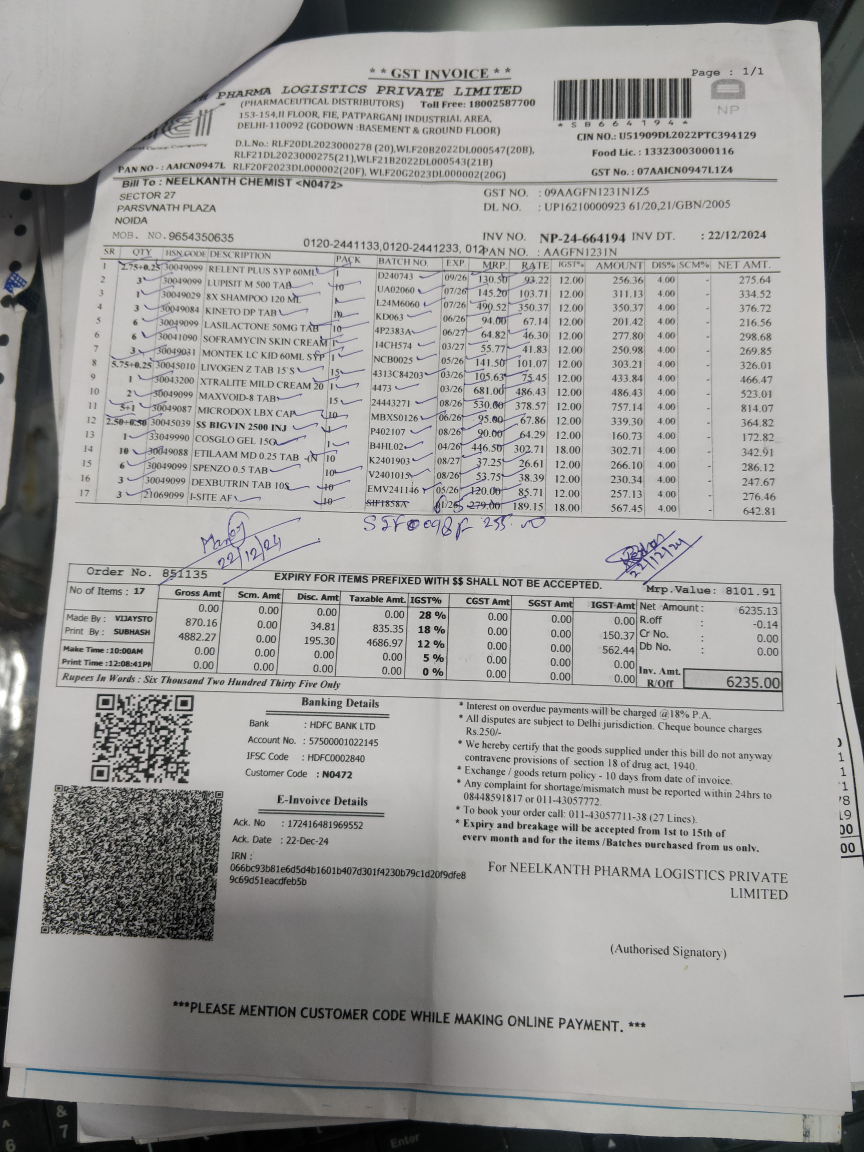 ** GST INVOICE **
Page : 1/1
PHARMA LOGISTICS PRIVATE LIMITED
(PHARMACEUTICAL DISTRIBUTORS) Toll Free: 18002587700
153-154,II FLOOR, FIE, PATPARGANJ INDUSTRIAL AREA,
DELHI-110092 (GODOWN :BASEMENT & GROUND FLOOR)
*S8664194*
NP
CIN NO.: U51909DL2022PTC394129
D.L.No.: RLF20DL2023000278 (20),WLF20B2022DL000547(20B),
RLF21DL2023000275(21),WLF21B2022DL000543(21B)
Food Lic. : 13323003000116
PAN NO - : AAICN0947L RLF20F2023DL000002(20F), WLF20G2023DL000002(20G)
GST No. : 07AAICN0947L1Z4
Bill To : NEELKANTH CHEMIST <N0472>
SECTOR 27
PARSVNATH PLAZA
NOIDA
MOB. NO.9654350635
GST NO. : 09AAGFN1231N1Z5
DL NO. : UP16210000923 61/20,21/GBN/2005
0120-2441133,0120-2441233, 012
INV NO. NP-24-664194 INV DT. : 22/12/2024
PAN NO. : AAGFN1231N
SR QTY HSN CODE DESCRIPTION PACK BATCH NO. EXP MRP RATE IGST% AMOUNT DIS% SCM% NET AMT.
1 2.75+0.25 30049099 RELENT PLUS SYP 60ML 1 D240743 09/26 130.50 93.22 12.00 256.36 4.00 - 275.64
2 3 30049099 LUPISIT M 500 TAB 10 UA02060 07/26 145.20 103.71 12.00 311.13 4.00 - 334.52
3 1 30049029 8X SHAMPOO 120 ML L24M6060 07/26 490.52 350.37 12.00 350.37 4.00 - 376.72
4 3 30049084 KINETO DP TAB 10 KD063 06/26 94.00 67.14 12.00 201.42 4.00 - 216.56
5 6 30049099 LASILACTONE 50MG TAB 10 4P2383A 06/27 64.82 46.30 12.00 277.80 4.00 - 298.68
6 6 30041090 SOFRAMYCIN SKIN CREAM 1 14CH574 03/27 55.77 41.83 12.00 250.98 4.00 - 269.85
7 3 30049031 MONTEK LC KID 60ML SYP 1 NCB0025 05/26 141.50 101.07 12.00 303.21 4.00 - 326.01
8 5.75+0.25 30045010 LIVOGEN Z TAB 15'S 15 4313C84203 03/26 105.63 75.45 12.00 433.84 4.00 - 466.47
9 1 30043200 XTRALITE MILD CREAM 20 1 4473 03/26 681.00 486.43 12.00 486.43 4.00 - 523.01
10 2 30049099 MAXVOID-8 TAB 15 24443271 08/26 530.00 378.57 12.00 757.14 4.00 - 814.07
11 5+1 30049087 MICRODOX LBX CAP 10 MBXS0126 06/26 95.00 67.86 12.00 339.30 4.00 - 364.82
12 2.50+0.50 30045039 $$ BIGVIN 2500 INJ P402107 08/26 90.00 64.29 12.00 160.73 4.00 - 172.82
13 1 33049990 COSGLO GEL 15G 1 B4HL02 04/26 446.50 302.71 18.00 302.71 4.00 - 342.91
14 10 30049088 ETILAAM MD 0.25 TAB -(N 10 K2401903 08/27 37.25 26.61 12.00 266.10 4.00 - 286.12
15 6 30049099 SPENZO 0.5 TAB 10 V2401015 08/26 53.75 38.39 12.00 230.34 4.00 - 247.67
16 3 30049099 DEXBUTRIN TAB 10S 10 EMV241146 05/26 120.00 85.71 12.00 257.13 4.00 - 276.46
17 3 21069099 I-SITE AF 10 SIF1858A 01/26 279.00 189.15 18.00 567.45 4.00 - 642.81
255.00
22/12/24
22/12/24
Order No. 851135 EXPIRY FOR ITEMS PREFIXED WITH $$ SHALL NOT BE ACCEPTED. Mrp.Value: 8101.91
No of Items : 17 Gross Amt Scm. Amt Disc. Amt Taxable Amt. IGST% CGST Amt SGST Amt IGST Amt Net Amount : 6235.13
0.00 0.00 0.00 0.00 28 % 0.00 0.00 0.00 R.off : -0.14
Made By : VIJAYSTO 870.16 0.00 34.81 835.35 18 % 0.00 0.00 150.37 Cr No. 0.00
Print By : SUBHASH 4882.27 0.00 195.30 4686.97 12 % 0.00 0.00 562.44 Db No. 0.00
Make Time :10:00AM 0.00 0.00 0.00 0.00 5 % 0.00 0.00 0.00
Print Time :12:08:41PM 0.00 0.00 0.00 0.00 0 % 0.00 0.00 0.00 Inv. Amt. R/Off 6235.00
Rupees In Words : Six Thousand Two Hundred Thirty Five Only
Banking Details
Bank : HDFC BANK LTD
Account No. : 57500001022145
IFSC Code : HDFC0002840
Customer Code : N0472
E-Invoivce Details
Ack. No : 172416481969552
Ack. Date : 22-Dec-24
IRN :
066bc93b81e6d5d4b1601b407d301f4230b79c1d20f9dfe8
9c69d51eacdfeb5b
* Interest on overdue payments will be charged @18% P.A.
* All disputes are subject to Delhi jurisdiction. Cheque bounce charges
Rs.250/-
* We hereby certify that the goods supplied under this bill do not anyway
contravene provisions of section 18 of drug act, 1940.
* Exchange / goods return policy - 10 days from date of invoice.
* Any complaint for shortage/mismatch must be reported within 24hrs to
08448591817 or 011-43057772.
* To book your order call: 011-43057711-38 (27 Lines).
* Expiry and breakage will be accepted from 1st to 15th of
every month and for the items /Batches purchased from us only.
For NEELKANTH PHARMA LOGISTICS PRIVATE
LIMITED
(Authorised Signatory)
***PLEASE MENTION CUSTOMER CODE WHILE MAKING ONLINE PAYMENT. ***
Enter